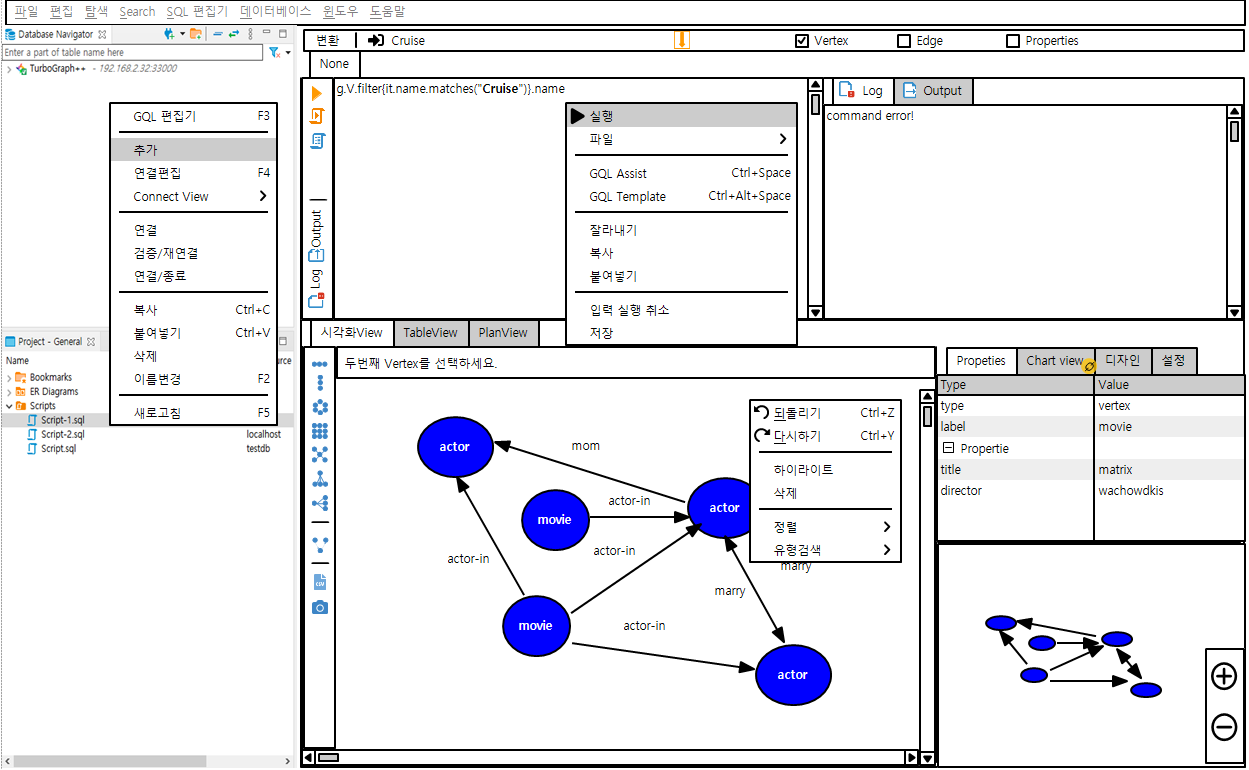 파일 편집 탐색 Search SQL 편집기 데이터베이스 윈도우 도움말
Database Navigator
Enter a part of table name here
TurboGraph++ - 192.168.2.32:33000
GQL 편집기 F3
추가
연결편집 F4
Connect View
연결
검증/재연결
연결/종료
복사 Ctrl+C
붙여넣기 Ctrl+V
삭제
이름변경 F2
새로고침 F5
Project - General
Name
urce
Bookmarks
ER Diagrams
Scripts
Script-1.sql
Script-2.sql localhost
Script.sql testdb
변환 Cruise Vertex Edge Properties
None
g.V.filter{it.name.matches("Cruise")}.name
Output
Log
실행
파일
GQL Assist Ctrl+Space
GQL Template Ctrl+Alt+Space
잘라내기
복사
붙여넣기
입력 실행 취소
저장
Log Output
command error!
시각화View TableView PlanView
두번째 Vertex를 선택하세요.
CSV
actor
mom
actor-in
movie
actor
actor-in
actor-in
marry
marry
movie
actor-in
actor
되돌리기 Ctrl+Z
다시하기 Ctrl+Y
하이라이트
삭제
정렬
유형검색
Propeties Chart view 디자인 설정
Type Value
type vertex
label movie
Propertie
title matrix
director wachowdkis